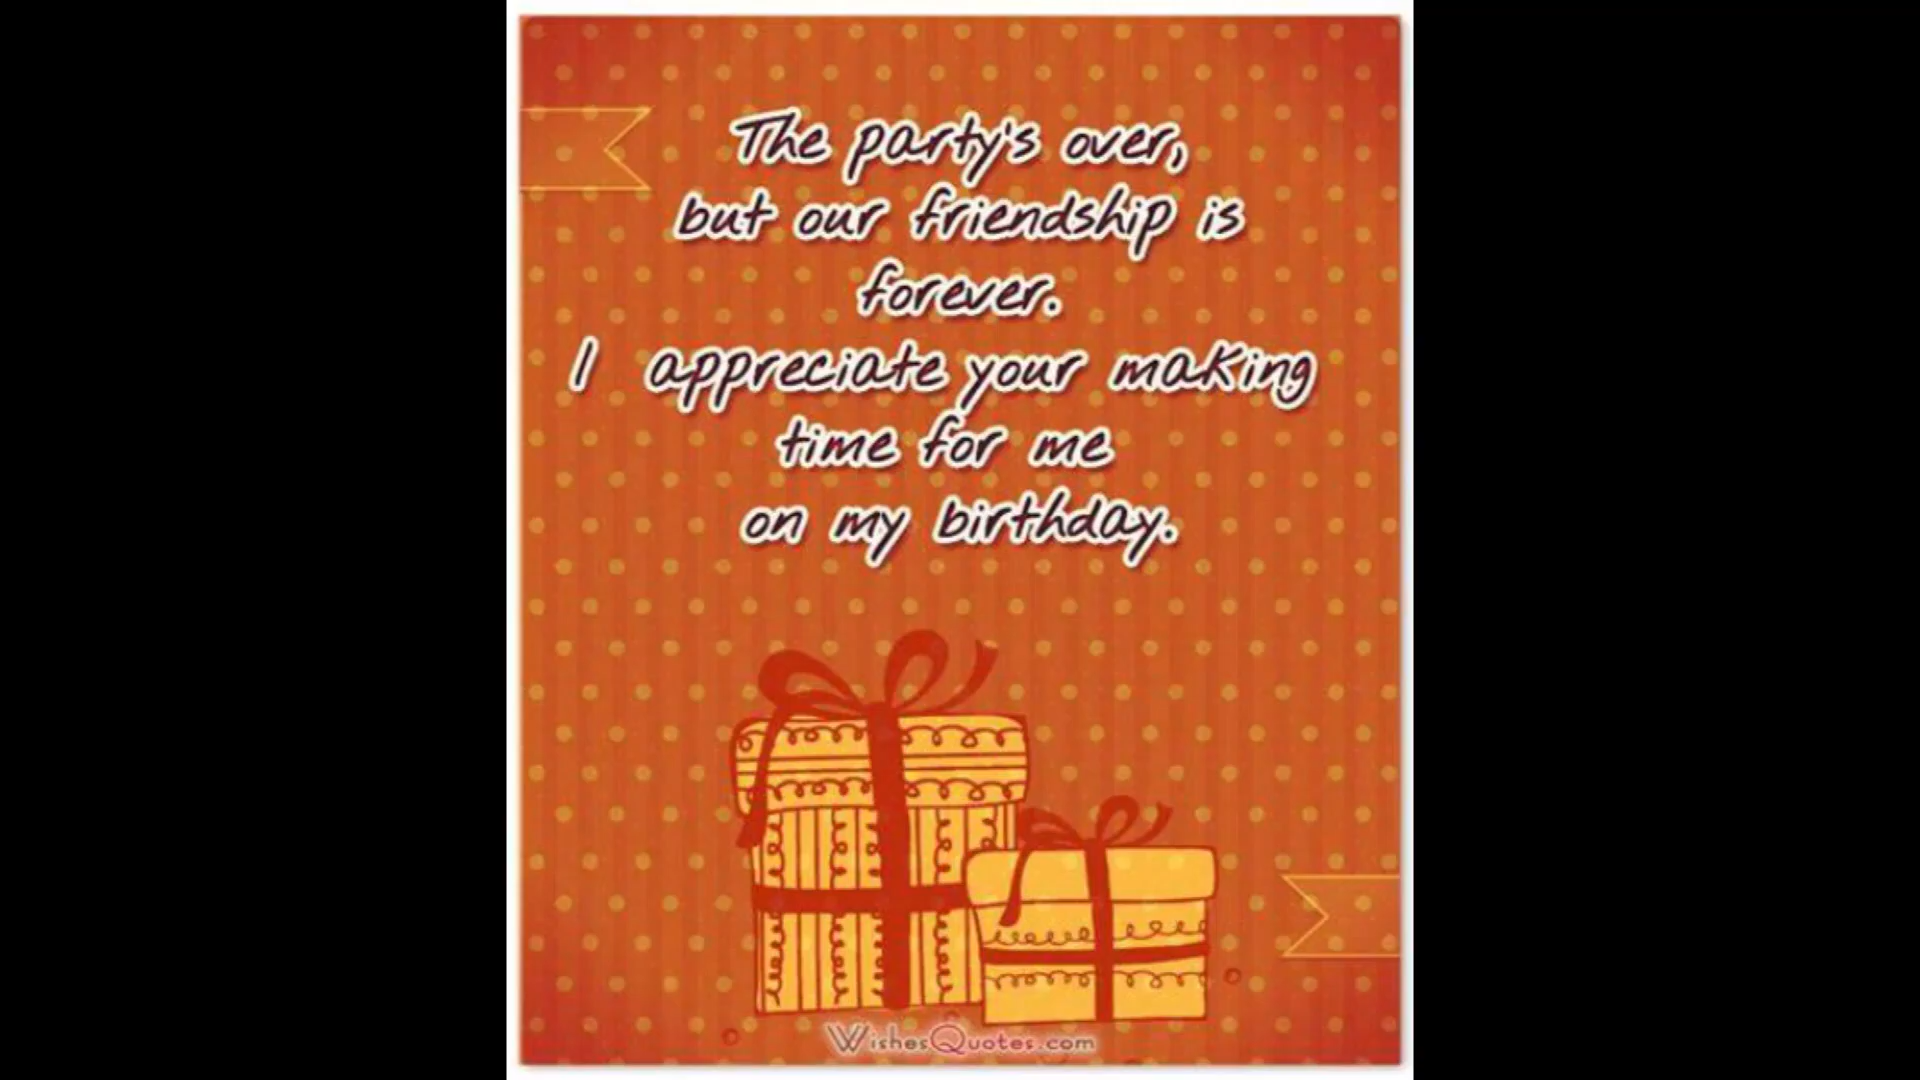 The party's over,
but our friendship is
forever.
I appreciate your making
time for me
on my birthday.
WishesQuotes.com